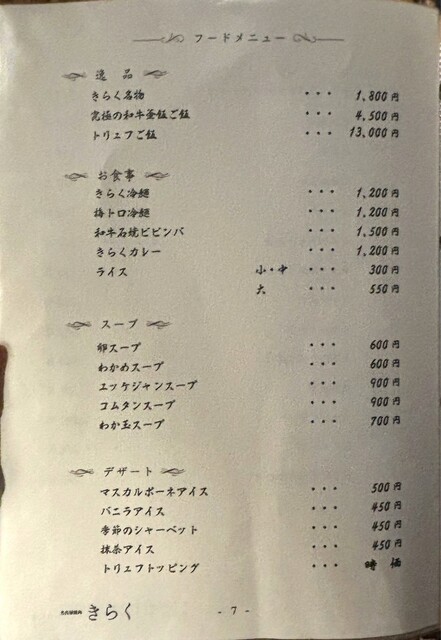 フードメニュー
逸品
きらく名物 ・・・ 1,800円
究極の和牛釜飯ご飯 ・・・ 4,500円
トリュフご飯 ・・・ 13,000円
お食事
きらく冷麺 ・・・ 1,200円
梅トロ冷麺 ・・・ 1,200円
和牛石焼ビビンバ ・・・ 1,500円
きらくカレー ・・・ 1,200円
ライス 小・中 ・・・ 300円
大 ・・・ 550円
スープ
卵スープ ・・・ 600円
わかめスープ ・・・ 600円
ユッケジャンスープ ・・・ 900円
コムタンスープ ・・・ 900円
わか玉スープ ・・・ 700円
デザート
マスカルポーネアイス ・・・ 500円
バニラアイス ・・・ 450円
季節のシャーベット ・・・ 450円
抹茶アイス ・・・ 450円
トリュフトッピング ・・・ 時価
きらく
- 7 -